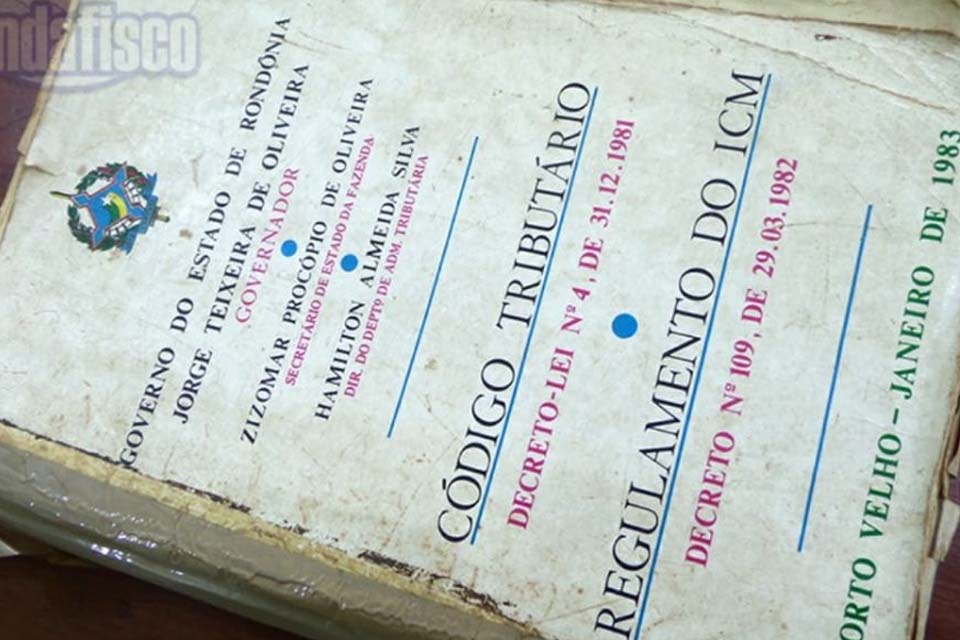 ndafisco
GOVERNO DO ESTADO DE RONDÔNIA
JORGE TEIXEIRA DE OLIVEIRA
GOVERNADOR
ZIZOMAR PROCÓPIO DE OLIVEIRA
SECRETÁRIO DE ESTADO DA FAZENDA
HAMILTON ALMEIDA SILVA
DIR. DO DEPTº DE ADM. TRIBUTÁRIA
CÓDIGO TRIBUTÁRIO
DECRETO-LEI Nº 4, DE 31.12.1981
REGULAMENTO DO ICM
DECRETO Nº 109, DE 29.03.1982
ORTO VELHO – JANEIRO DE 1983